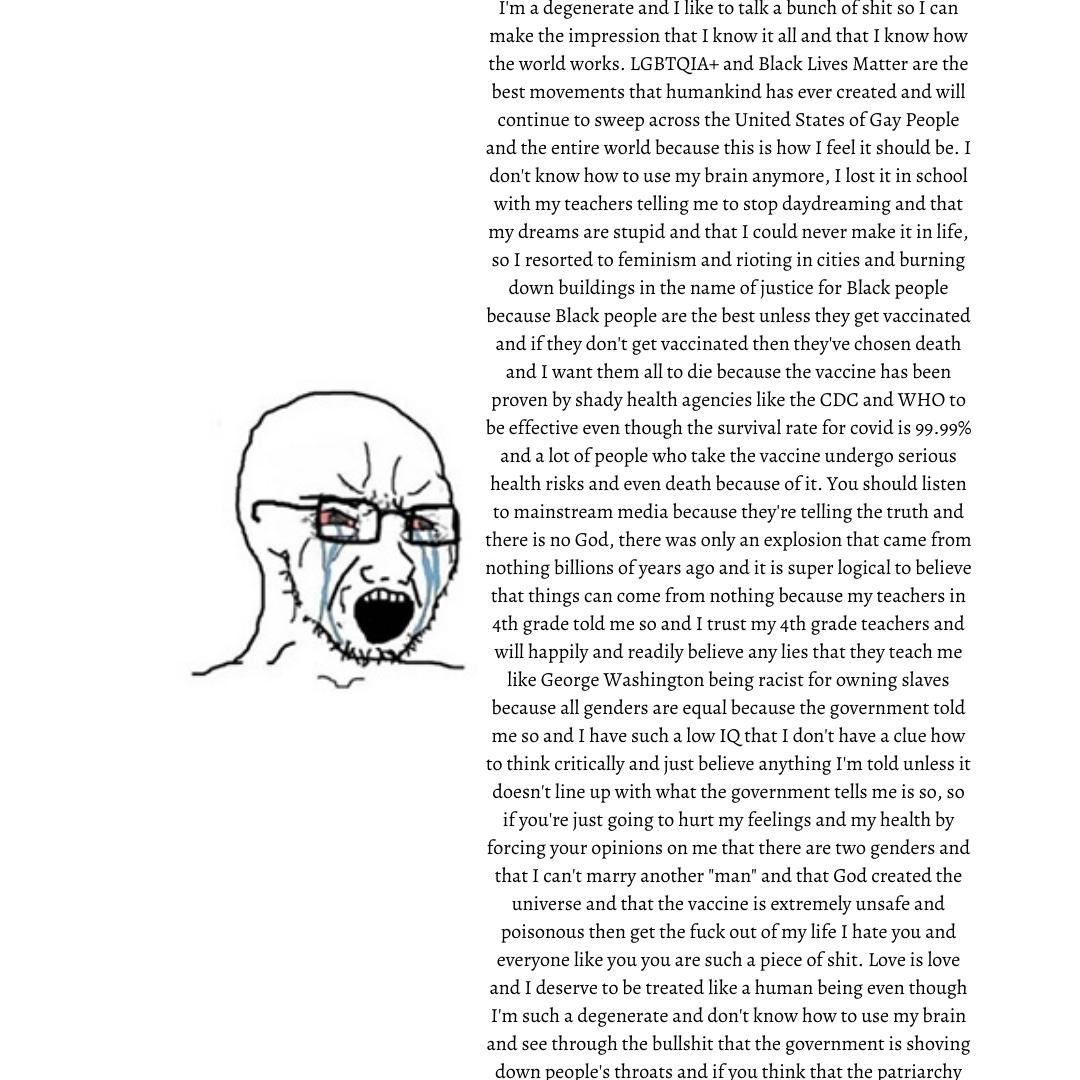 I'm a degenerate and I like to talk a bunch of shit so I can
make the impression that I know it all and that I know how
the world works. LGBTQIA+ and Black Lives Matter are the
best movements that humankind has ever created and will
continue to sweep across the United States of Gay People
and the entire world because this is how I feel it should be. I
don't know how to use my brain anymore, I lost it in school
with my teachers telling me to stop daydreaming and that
my dreams are stupid and that I could never make it in life,
so I resorted to feminism and rioting in cities and burning
down buildings in the name of justice for Black people
because Black people are the best unless they get vaccinated
and if they don't get vaccinated then they've chosen death
and I want them all to die because the vaccine has been
proven by shady health agencies like the CDC and WHO to
be effective even though the survival rate for covid is 99.99%
and a lot of people who take the vaccine undergo serious
health risks and even death because of it. You should listen
to mainstream media because they're telling the truth and
there is no God, there was only an explosion that came from
nothing billions of years ago and it is super logical to believe
that things can come from nothing because my teachers in
4th grade told me so and I trust my 4th grade teachers and
will happily and readily believe any lies that they teach me
like George Washington being racist for owning slaves
because all genders are equal because the government told
me so and I have such a low IQ that I don't have a clue how
to think critically and just believe anything I'm told unless it
doesn't line up with what the government tells me is so, so
if you're just going to hurt my feelings and my health by
forcing your opinions on me that there are two genders and
that I can't marry another "man" and that God created the
universe and that the vaccine is extremely unsafe and
poisonous then get the fuck out of my life I hate you and
everyone like you you are such a piece of shit. Love is love
and I deserve to be treated like a human being even though
I'm such a degenerate and don't know how to use my brain
and see through the bullshit that the government is shoving
down people's throats and if you think that the patriarchy